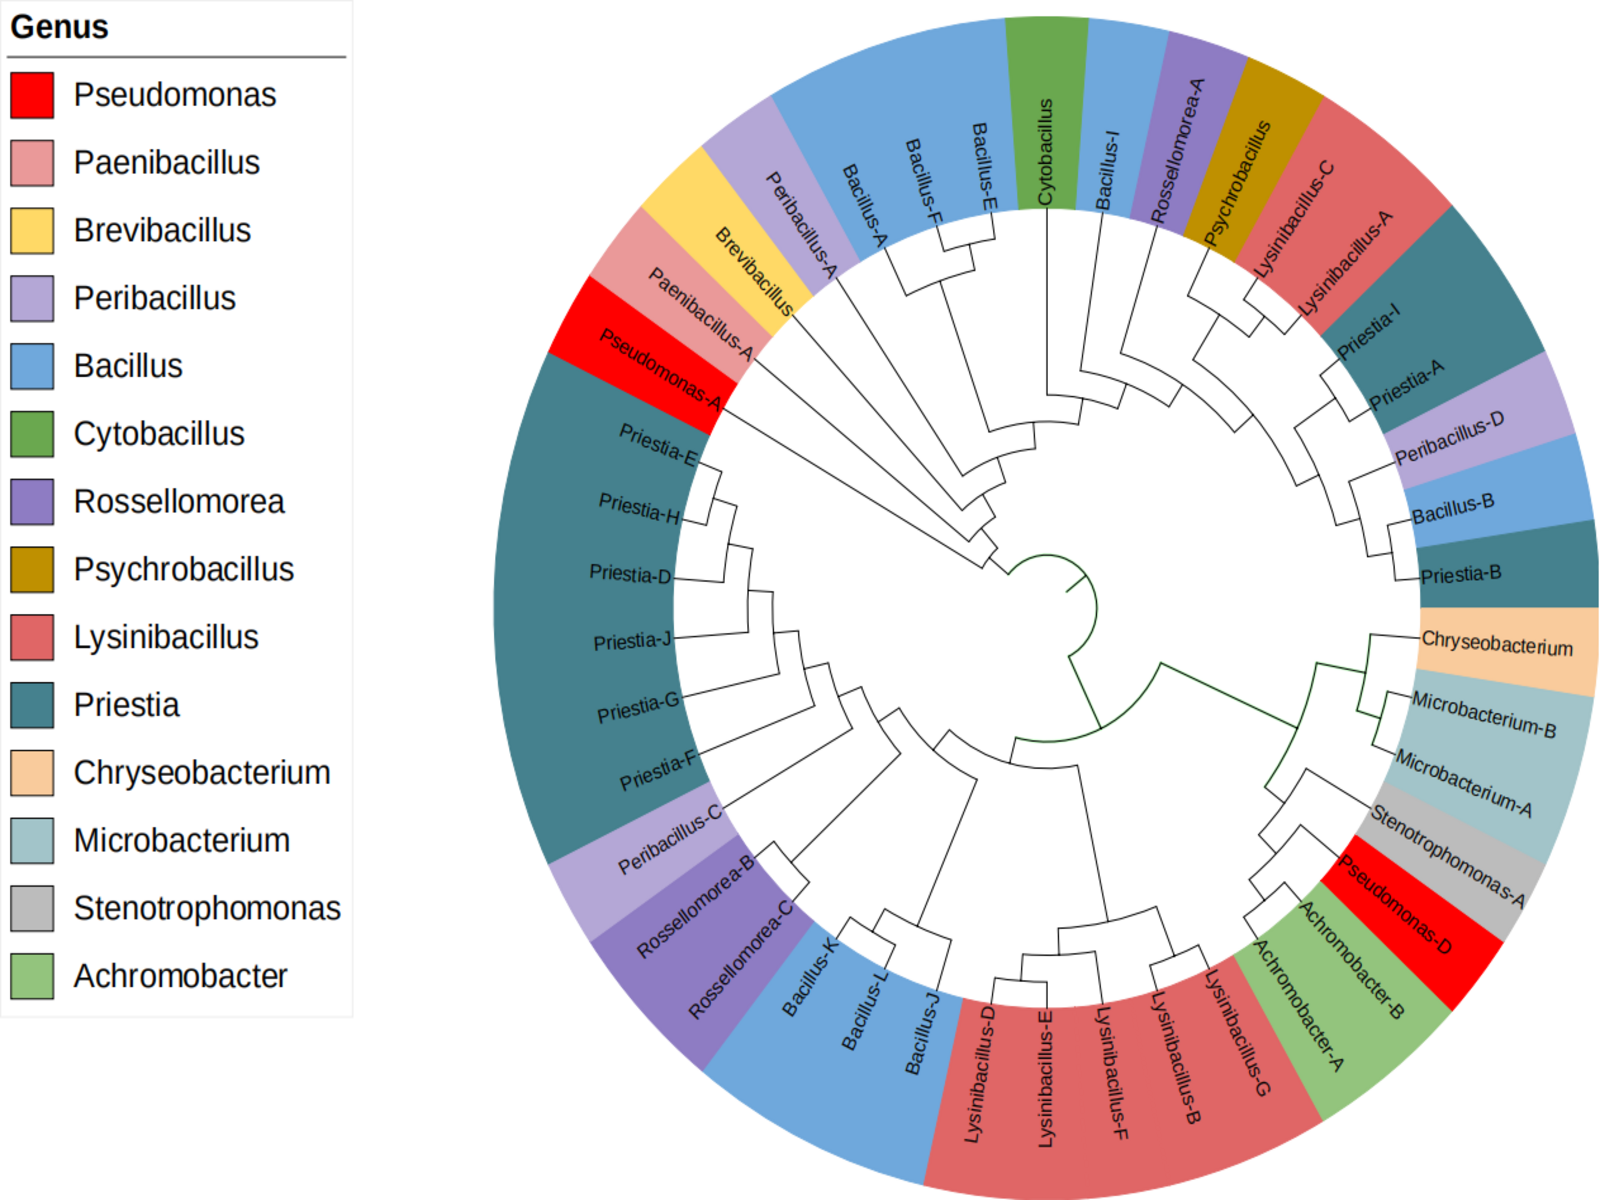 Genus
Pseudomonas
Paenibacillus
Brevibacillus
Peribacillus
Bacillus
Cytobacillus
Rossellomorea
Psychrobacillus
Lysinibacillus
Priestia
Chryseobacterium
Microbacterium
Stenotrophomonas
Achromobacter
Pseudomonas-A
Paenibacillus-A
Brevibacillus
Peribacillus-A
Bacillus-A
Bacillus-F
Bacillus-E
Cytobacillus
Bacillus-I
Rossellomorea-A
Psychrobacillus
Lysinibacillus-C
Lysinibacillus-A
Priestia-I
Priestia-A
Peribacillus-D
Bacillus-B
Priestia-B
Chryseobacterium
Microbacterium-B
Microbacterium-A
Stenotrophomonas-A
Pseudomonas-D
Achromobacter-B
Achromobacter-A
Lysinibacillus-G
Lysinibacillus-B
Lysinibacillus-F
Lysinibacillus-E
Lysinibacillus-D
Bacillus-J
Bacillus-L
Bacillus-K
Rossellomorea-C
Rossellomorea-B
Peribacillus-C
Priestia-F
Priestia-G
Priestia-J
Priestia-D
Priestia-H
Priestia-E